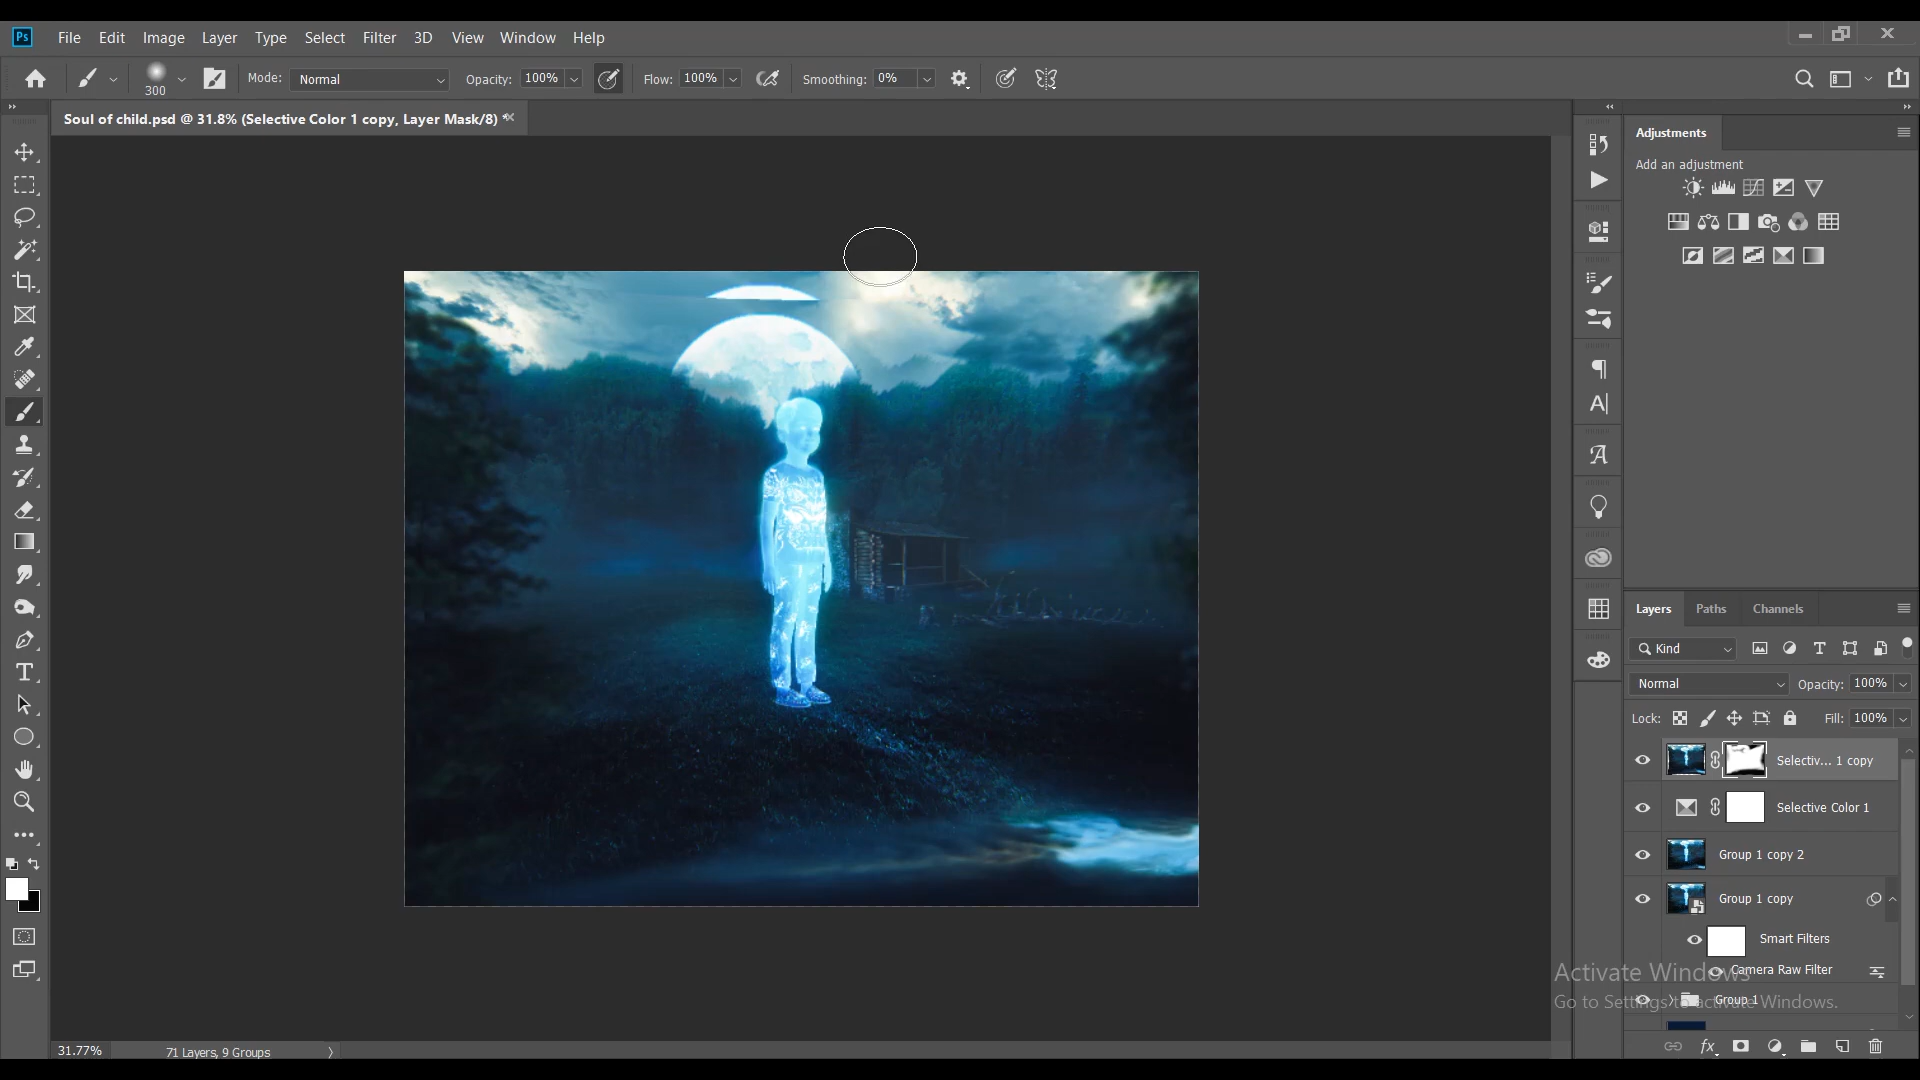 Ps File Edit Image Layer Type Select Filter 3D View Window Help
300 Mode: Normal Opacity: 100% Flow: 100% Smoothing: 0%
Soul of child.psd @ 31.8% (Selective Color 1 copy, Layer Mask/8) *
Adjustments
Add an adjustment
Layers Paths Channels
Kind
Normal Opacity: 100%
Lock: Fill: 100%
Selectiv... 1 copy
Selective Color 1
Group 1 copy 2
Group 1 copy
Smart Filters
Camera Raw Filter
Group 1
Activate Windows
Go to Settings to activate Windows.
31.77% 71 Layers, 9 Groups